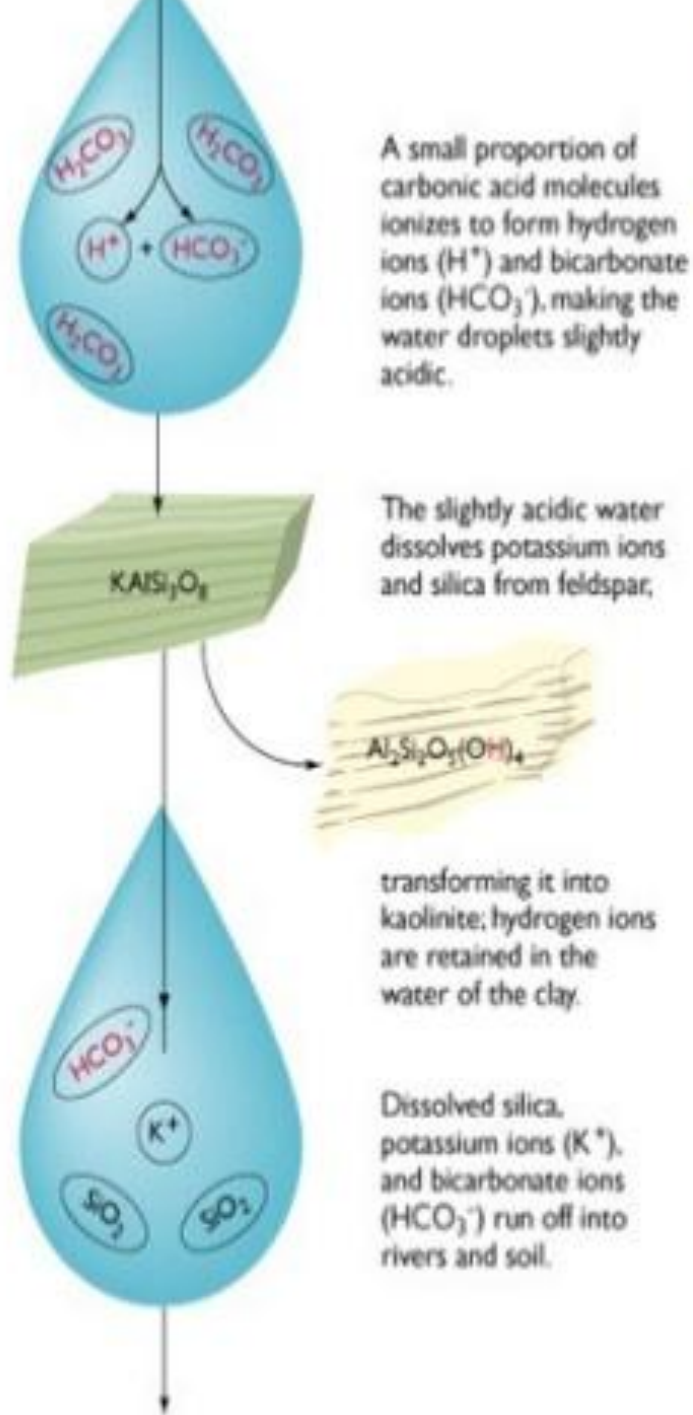 H₂CO₃
H₂CO₃
H⁺ + HCO₃⁻
H₂CO₃
A small proportion of
carbonic acid molecules
ionizes to form hydrogen
ions (H⁺) and bicarbonate
ions (HCO₃⁻), making the
water droplets slightly
acidic.
KAlSi₃O₈
The slightly acidic water
dissolves potassium ions
and silica from feldspar,
Al₂Si₂O₅(OH)₄
transforming it into
kaolinite; hydrogen ions
are retained in the
water of the clay.
HCO₃⁻
K⁺
SiO₂
SiO₂
Dissolved silica,
potassium ions (K⁺),
and bicarbonate ions
(HCO₃⁻) run off into
rivers and soil.